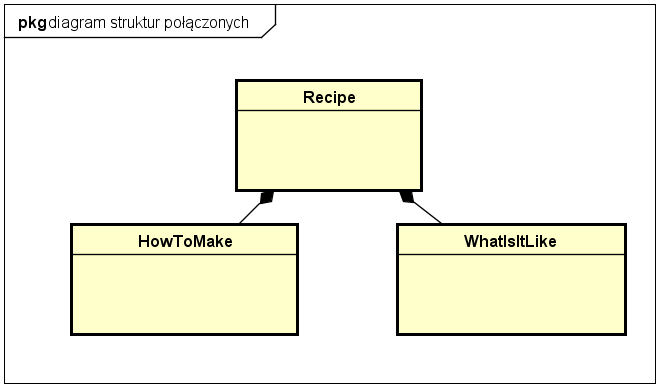 pkg diagram struktur połączonych
Recipe
HowToMake
WhatIsItLike